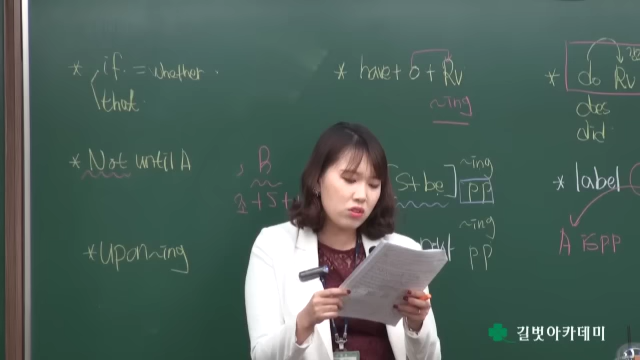 * if = whether
that
* Not until A
, B
* Upon ~ing
* have + o + Rv
~ing
[S+be]
~ing
pp
~ing
pp
* do Rv
does
did
* label
A is pp
길벗아카데미